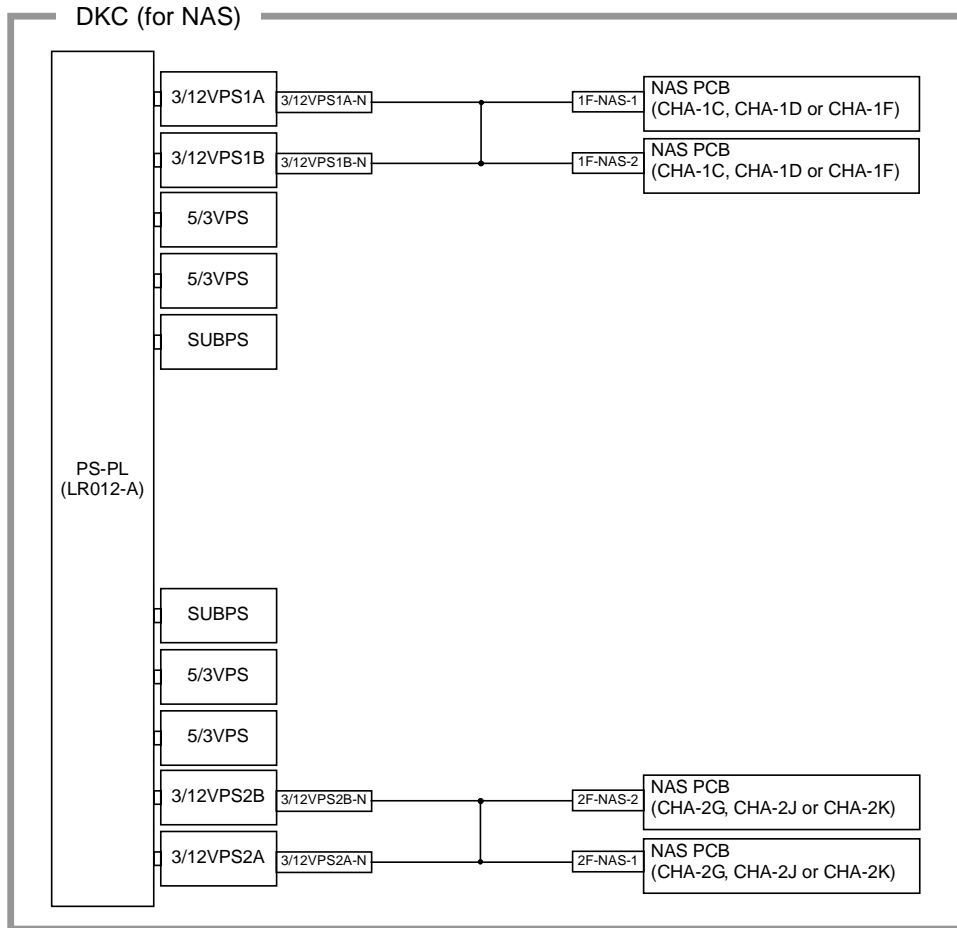 DKC (for NAS)
3/12VPS1A
3/12VPS1A-N
1F-NAS-1
NAS PCB
(CHA-1C, CHA-1D or CHA-1F)
3/12VPS1B
3/12VPS1B-N
1F-NAS-2
NAS PCB
(CHA-1C, CHA-1D or CHA-1F)
5/3VPS
5/3VPS
SUBPS
PS-PL
(LR012-A)
SUBPS
5/3VPS
5/3VPS
3/12VPS2B
3/12VPS2B-N
2F-NAS-2
NAS PCB
(CHA-2G, CHA-2J or CHA-2K)
3/12VPS2A
3/12VPS2A-N
2F-NAS-1
NAS PCB
(CHA-2G, CHA-2J or CHA-2K)